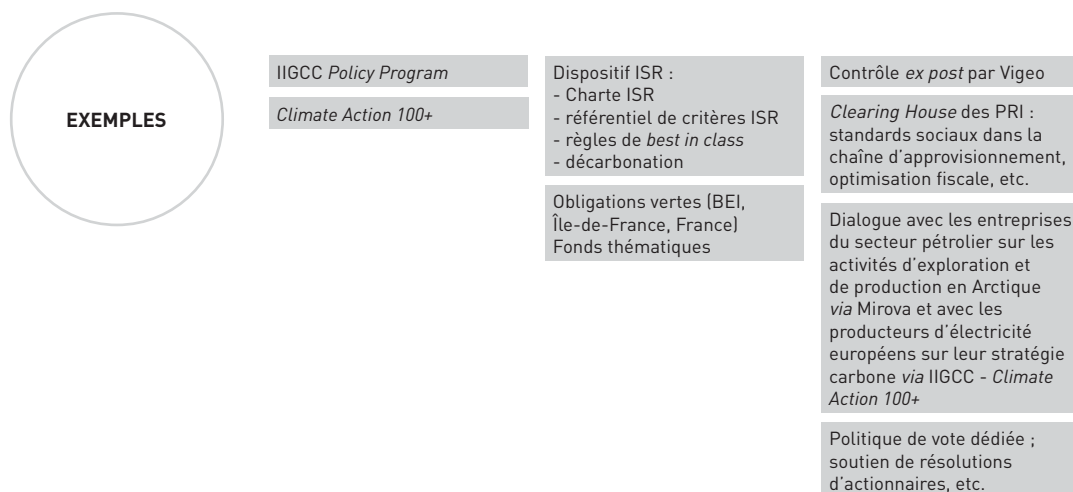 EXEMPLES
IIGCC Policy Program
Climate Action 100+
Dispositif ISR :
- Charte ISR
- référentiel de critères ISR
- règles de best in class
- décarbonation
Obligations vertes (BEI,
Île-de-France, France)
Fonds thématiques
Contrôle ex post par Vigeo
Clearing House des PRI :
standards sociaux dans la
chaîne d'approvisionnement,
optimisation fiscale, etc.
Dialogue avec les entreprises
du secteur pétrolier sur les
activités d'exploration et
de production en Arctique
via Mirova et avec les
producteurs d'électricité
européens sur leur stratégie
carbone via IIGCC - Climate
Action 100+
Politique de vote dédiée ;
soutien de résolutions
d'actionnaires, etc.